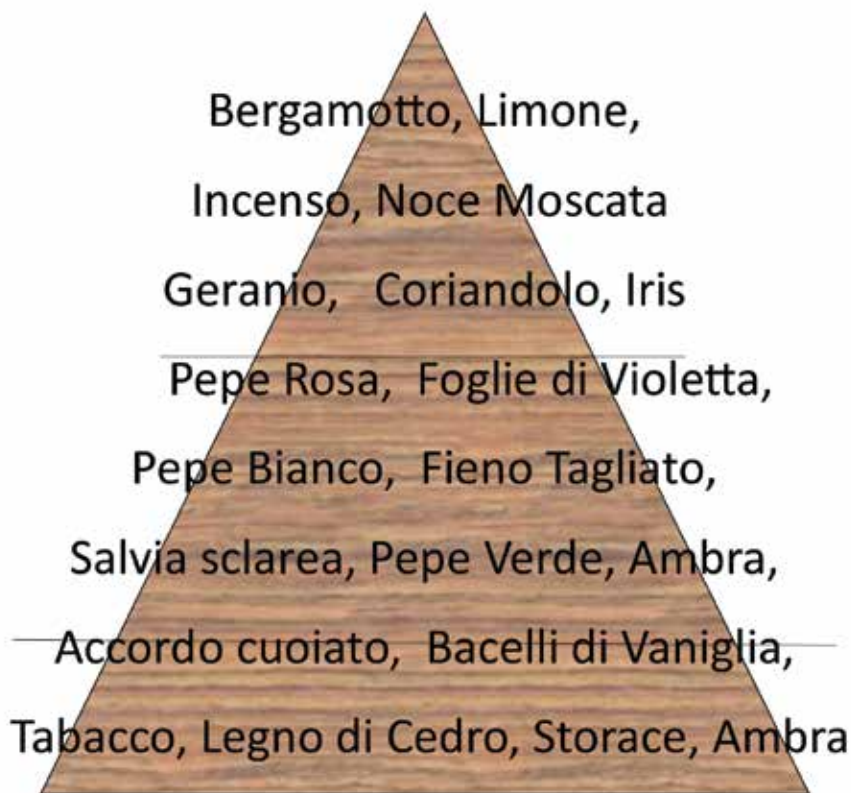 Bergamotto, Limone,
Incenso, Noce Moscata
Geranio, Coriandolo, Iris
Pepe Rosa, Foglie di Violetta,
Pepe Bianco, Fieno Tagliato,
Salvia sclarea, Pepe Verde, Ambra,
Accordo cuoiato, Bacelli di Vaniglia,
Tabacco, Legno di Cedro, Storace, Ambra